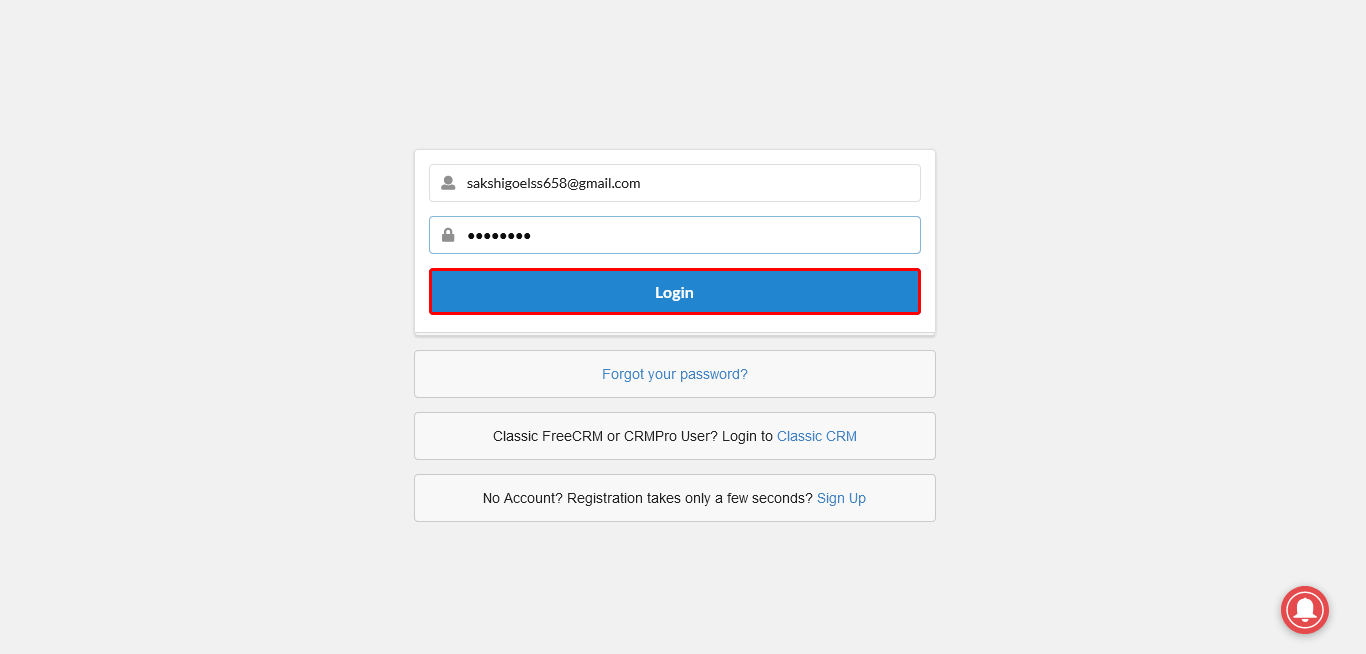 sakshigoelss658@gmail.com
••••••••
Login
Forgot your password?
Classic FreeCRM or CRMPro User? Login to Classic CRM
No Account? Registration takes only a few seconds? Sign Up